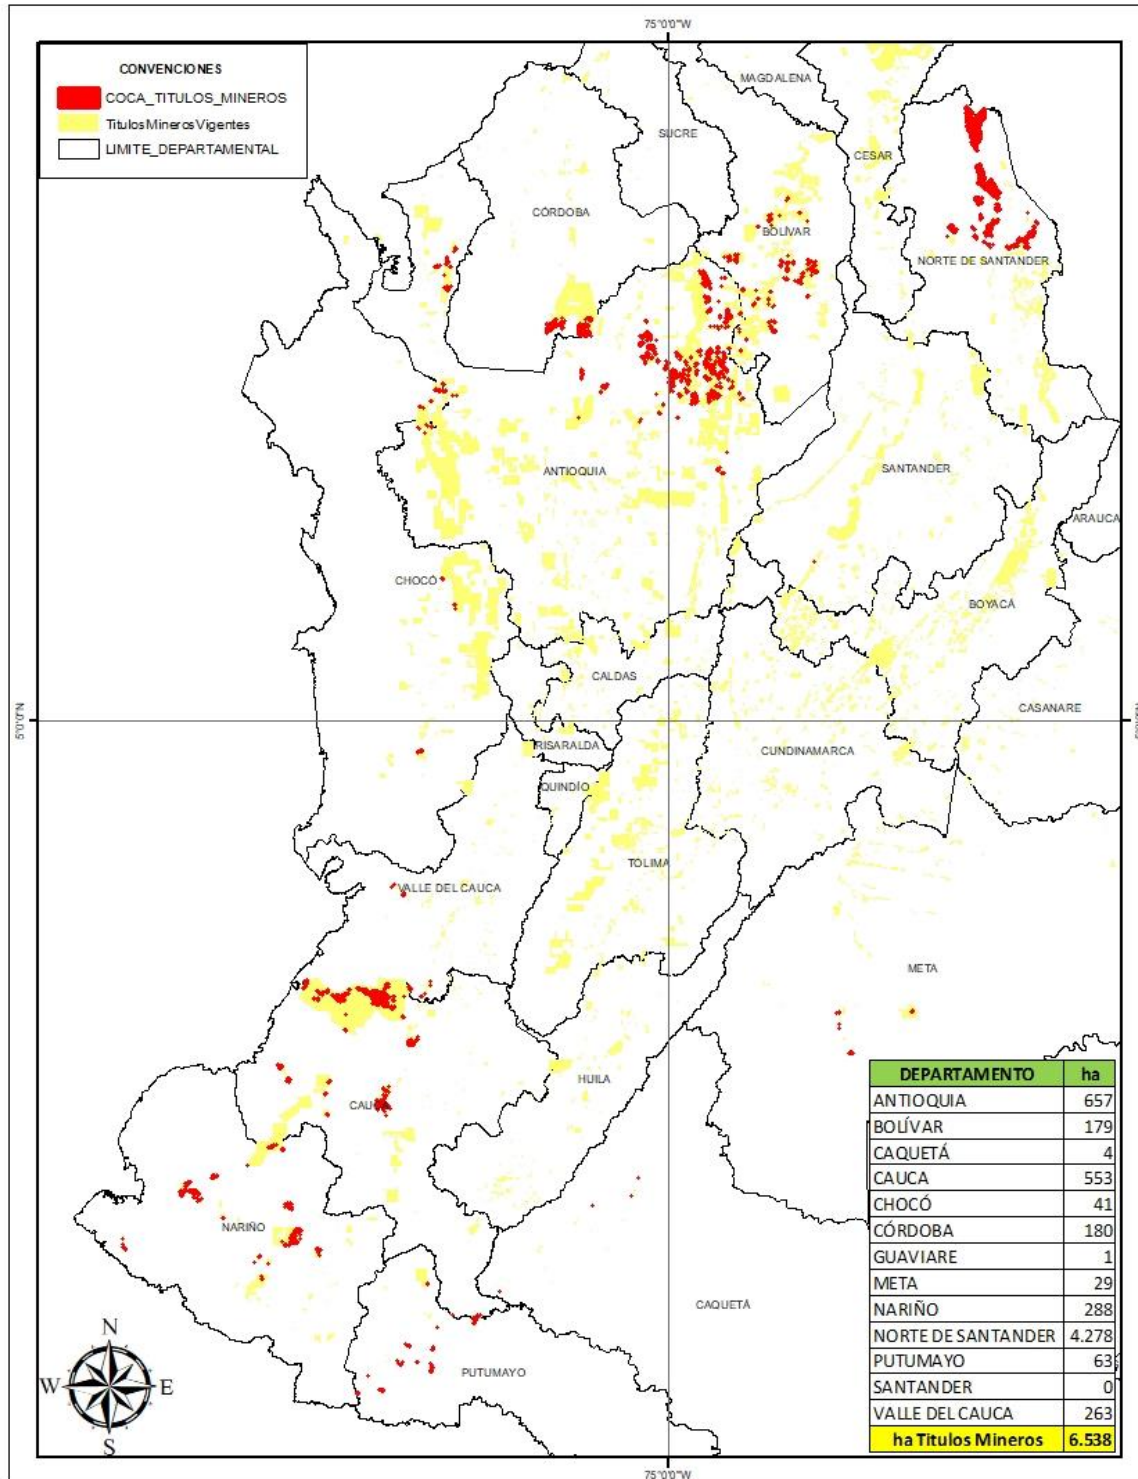 75°0'0"W
CONVENCIONES
COCA_TITULOS_MINEROS
Titulos Mineros Vigentes
LIMITE_DEPARTAMENTAL
MAGDALENA
SUCRE
CESAR
CÓRDOBA
BOLÍVAR
NORTE DE SANTANDER
ANTIOQUIA
SANTANDER
ARAUCA
CHOCÓ
BOYACÁ
CALDAS
CASANARE
5°0'0"N
RISARALDA
CUNDINAMARCA
QUINDÍO
TOLIMA
VALLE DEL CAUCA
META
HUILA
CAUCA
NARIÑO
CAQUETÁ
PUTUMAYO
DEPARTAMENTO ha
ANTIOQUIA 657
BOLÍVAR 179
CAQUETÁ 4
CAUCA 553
CHOCÓ 41
CÓRDOBA 180
GUAVIARE 1
META 29
NARIÑO 288
NORTE DE SANTANDER 4.278
PUTUMAYO 63
SANTANDER 0
VALLE DEL CAUCA 263
ha Titulos Mineros 6.538
N
W E
S
75°0'0"W